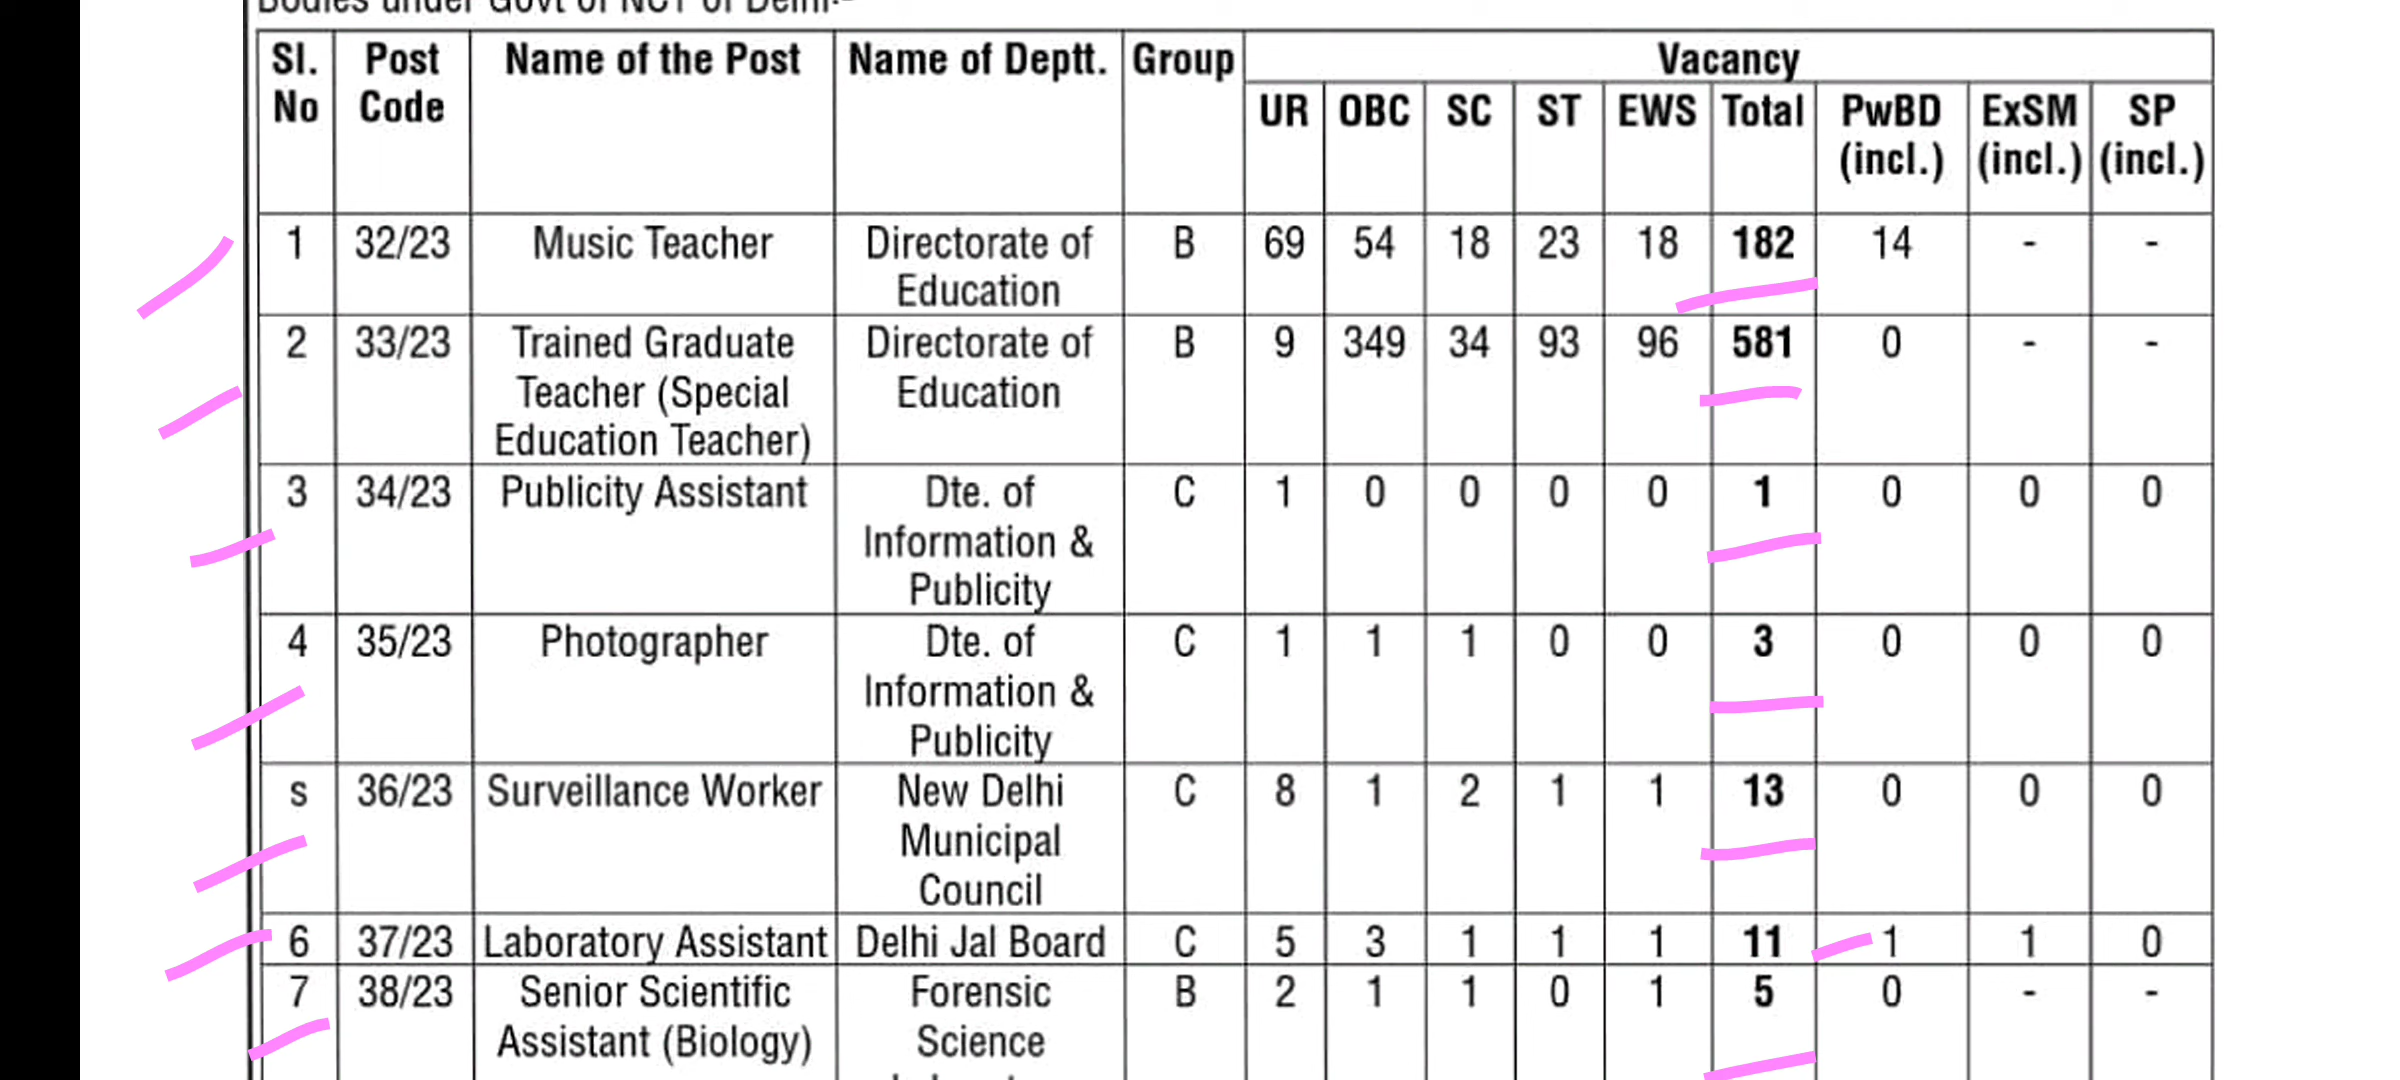 Bodies under Govt of NCT of Delhi:-
Sl. No Post Code Name of the Post Name of Deptt. Group Vacancy
UR OBC SC ST EWS Total PwBD (incl.) ExSM (incl.) SP (incl.)
1 32/23 Music Teacher Directorate of Education B 69 54 18 23 18 182 14 - -
2 33/23 Trained Graduate Teacher (Special Education Teacher) Directorate of Education B 9 349 34 93 96 581 0 - -
3 34/23 Publicity Assistant Dte. of Information & Publicity C 1 0 0 0 0 1 0 0 0
4 35/23 Photographer Dte. of Information & Publicity C 1 1 1 0 0 3 0 0 0
s 36/23 Surveillance Worker New Delhi Municipal Council C 8 1 2 1 1 13 0 0 0
6 37/23 Laboratory Assistant Delhi Jal Board C 5 3 1 1 1 11 1 1 0
7 38/23 Senior Scientific Assistant (Biology) Forensic Science B 2 1 1 0 1 5 0 - -